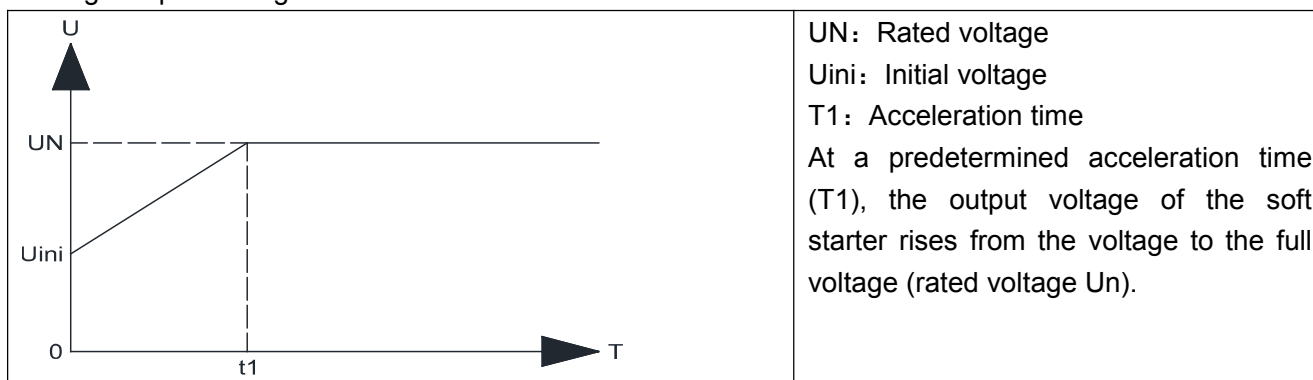 U
UN
Uini
0
t1
T
UN：Rated voltage
Uini：Initial voltage
T1：Acceleration time
At a predetermined acceleration time
(T1), the output voltage of the soft
starter rises from the voltage to the full
voltage (rated voltage Un).